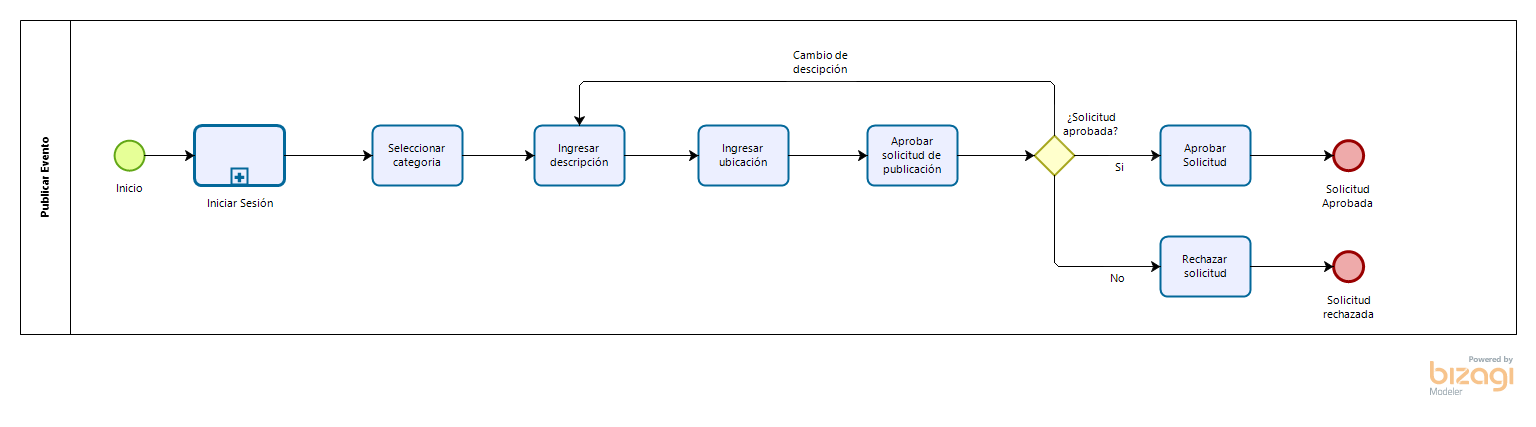 Publicar Evento
Inicio
Iniciar Sesión
Seleccionar
categoria
Ingresar
descripción
Ingresar
ubicación
Aprobar
solicitud de
publicación
Cambio de
descipción
¿Solicitud
aprobada?
Si
Aprobar
Solicitud
Solicitud
Aprobada
No
Rechazar
solicitud
Solicitud
rechazada
Powered by
bizagi
Modeler